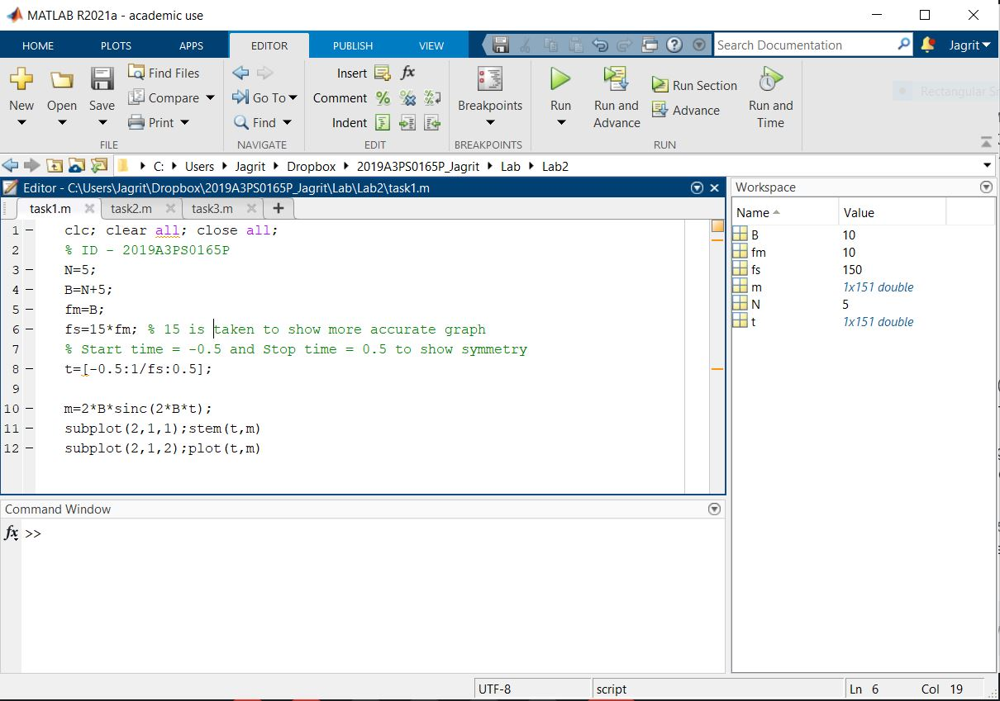 MATLAB R2021a - academic use
HOME PLOTS APPS EDITOR PUBLISH VIEW Search Documentation Jagrit
New Open Save Find Files Compare Print
Go To Find
Insert fx
Comment
Indent
Breakpoints
Run Run and Advance Run Section Advance Run and Time
Rectangular
FILE NAVIGATE EDIT BREAKPOINTS RUN
C: Users Jagrit Dropbox 2019A3PS0165P_Jagrit Lab Lab2
Editor - C:\Users\Jagrit\Dropbox\2019A3PS0165P_Jagrit\Lab\Lab2\task1.m
task1.m task2.m task3.m +
1 – clc; clear all; close all;
2 % ID - 2019A3PS0165P
3 – N=5;
4 – B=N+5;
5 – fm=B;
6 – fs=15*fm; % 15 is taken to show more accurate graph
7 % Start time = -0.5 and Stop time = 0.5 to show symmetry
8 – t=[-0.5:1/fs:0.5];
9
10 – m=2*B*sinc(2*B*t);
11 – subplot(2,1,1);stem(t,m)
12 – subplot(2,1,2);plot(t,m)
Command Window
fx >>
Workspace
Name Value
B 10
fm 10
fs 150
m 1x151 double
N 5
t 1x151 double
UTF-8 script Ln 6 Col 19